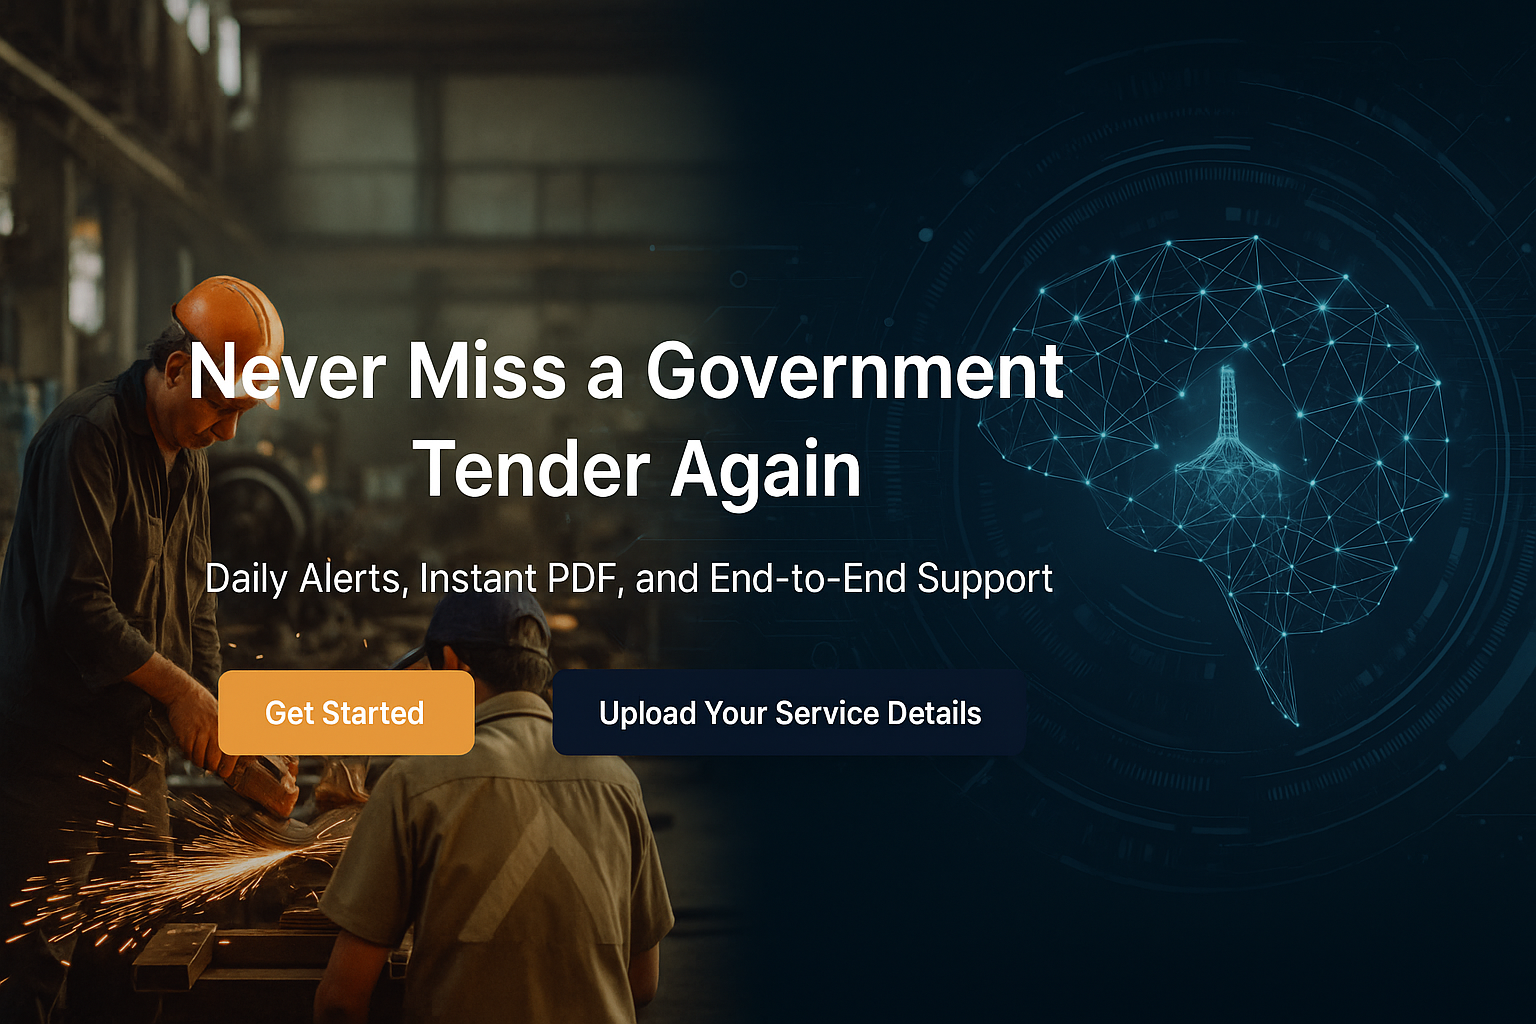 Never Miss a Government
Tender Again
Daily Alerts, Instant PDF, and End-to-End Support
Get Started
Upload Your Service Details